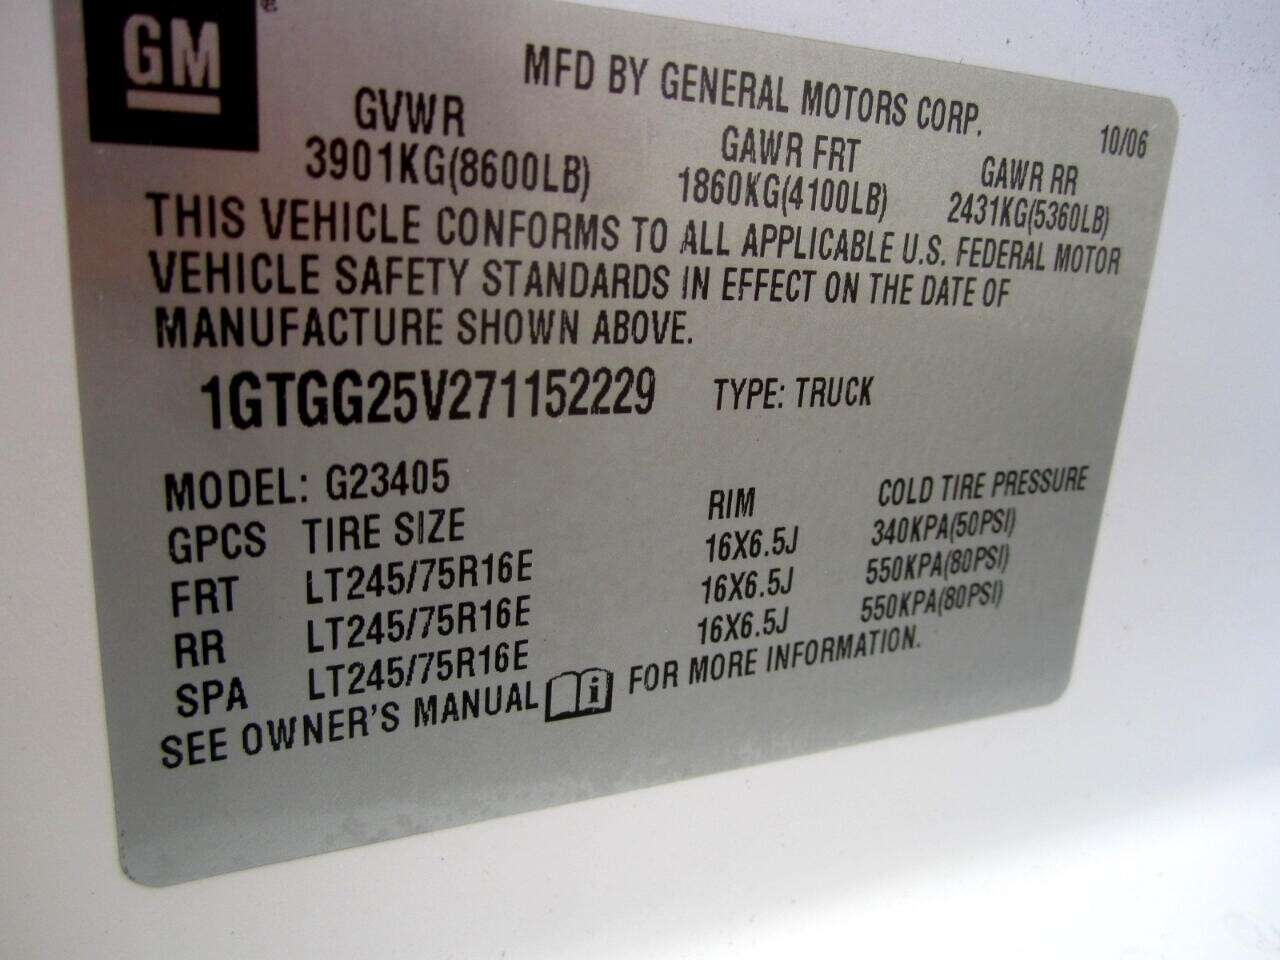 GM
MFD BY GENERAL MOTORS CORP.
10/06
GVWR GAWR FRT GAWR RR
3901KG(8600LB) 1860KG(4100LB) 2431KG(5360LB)
THIS VEHICLE CONFORMS TO ALL APPLICABLE U.S. FEDERAL MOTOR
VEHICLE SAFETY STANDARDS IN EFFECT ON THE DATE OF
MANUFACTURE SHOWN ABOVE.
1GTGG25V271152229 TYPE: TRUCK
MODEL: G23405
GPCS TIRE SIZE RIM COLD TIRE PRESSURE
FRT LT245/75R16E 16X6.5J 340KPA(50PSI)
RR LT245/75R16E 16X6.5J 550KPA(80PSI)
SPA LT245/75R16E 16X6.5J 550KPA(80PSI)
SEE OWNER'S MANUAL i FOR MORE INFORMATION.